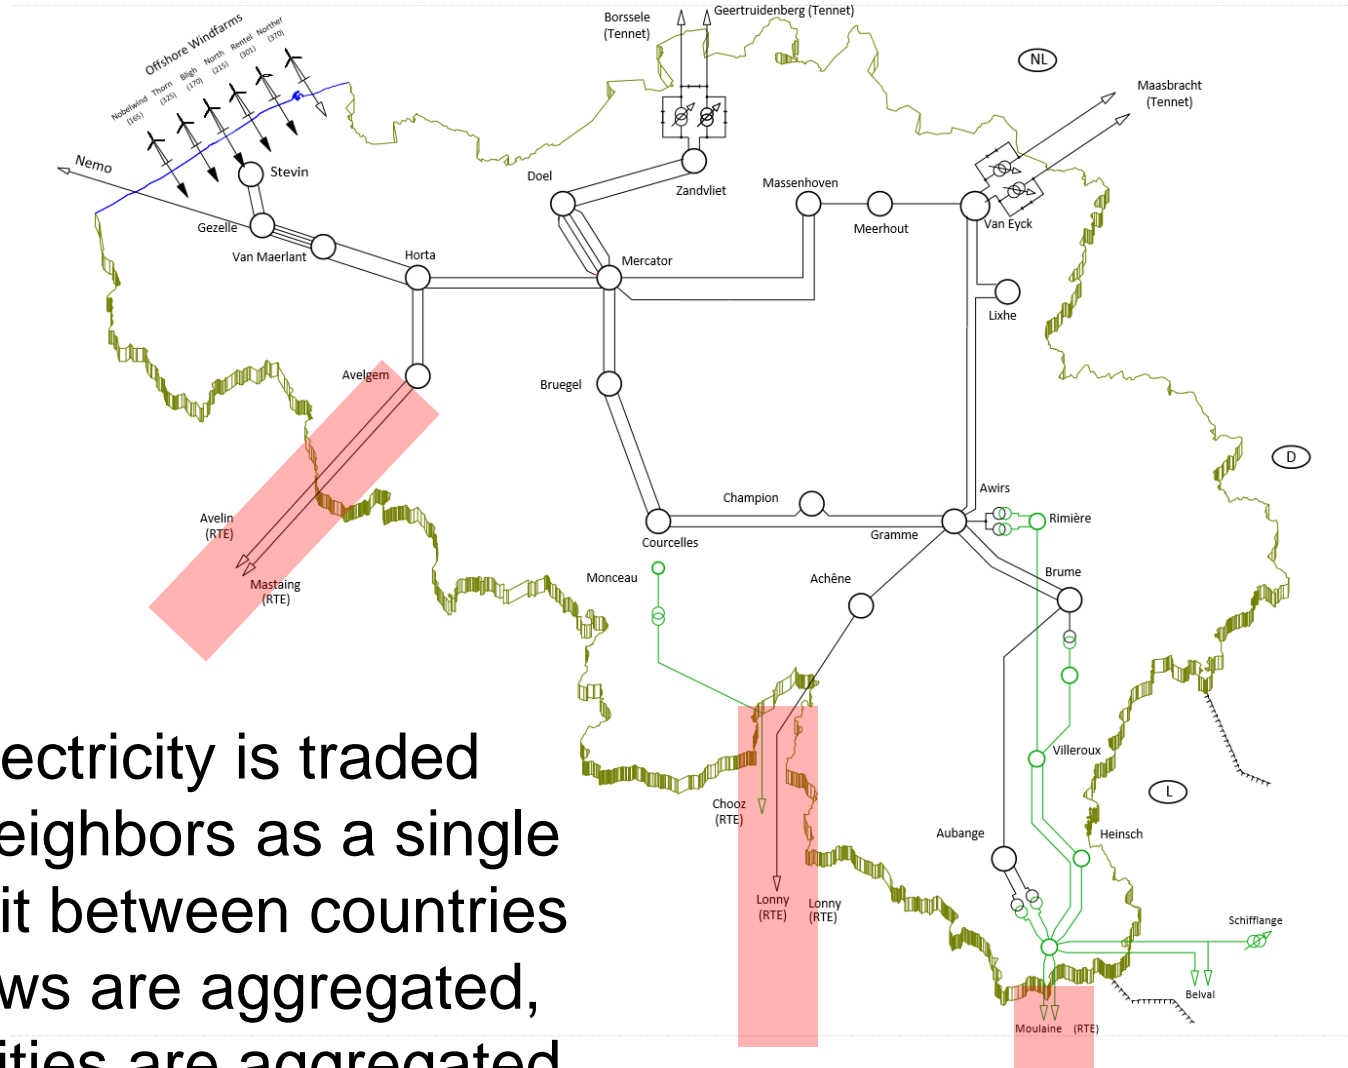 Offshore Windfarms
Nobelwind
(165)
Thorn
(325)
Bligh
(170)
North
(215)
Rentel
(301)
Norther
(370)
Borssele
(Tennet)
Geertruidenberg (Tennet)
NL
Maasbracht
(Tennet)
Nemo
Stevin
Doel
Zandvliet
Massenhoven
Meerhout
Van Eyck
Gezelle
Van Maerlant
Horta
Mercator
Lixhe
Avelgem
Bruegel
D
Avelin
(RTE)
Mastaing
(RTE)
Champion
Courcelles
Gramme
Awirs
Rimière
Monceau
Achêne
Brume
Villeroux
L
Chooz
(RTE)
Aubange
Heinsch
Lonny
(RTE)
Lonny
(RTE)
Schifflange
Belval
Moulaine (RTE)
ectricity is traded
eighbors as a single
it between countries
ws are aggregated,
ities are aggregated